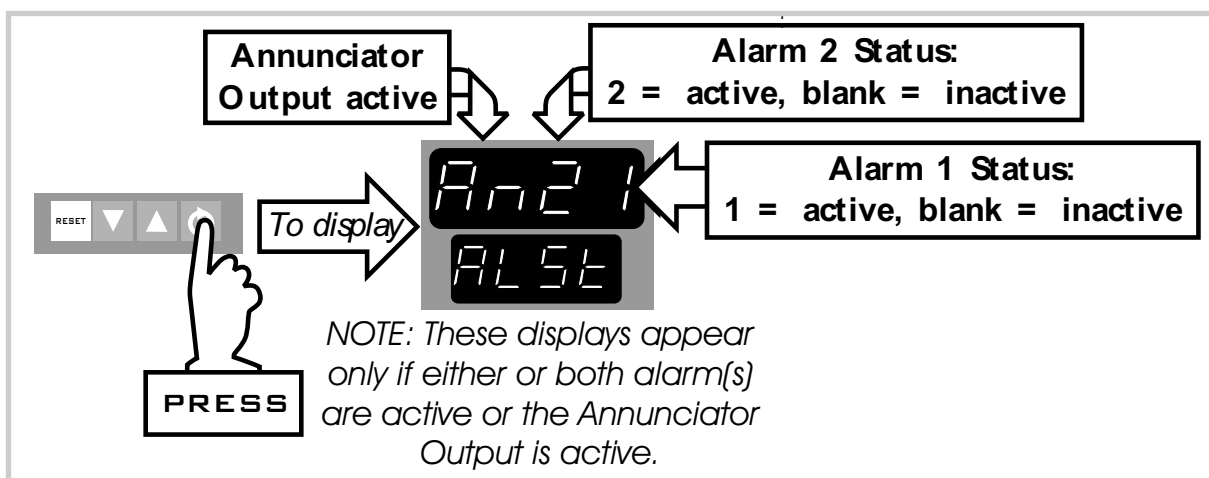 Annunciator
Output active
Alarm 2 Status:
2 = active, blank = inactive
An21
ALSt
Alarm 1 Status:
1 = active, blank = inactive
RESET
To display
PRESS
NOTE: These displays appear
only if either or both alarm(s)
are active or the Annunciator
Output is active.